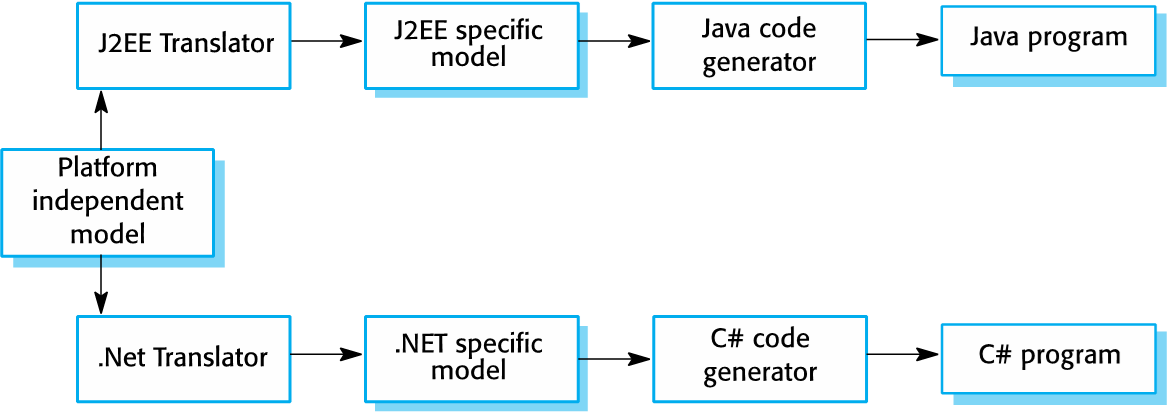 J2EE Translator
J2EE specific
model
Java code
generator
Java program
Platform
independent
model
.Net Translator
.NET specific
model
C# code
generator
C# program